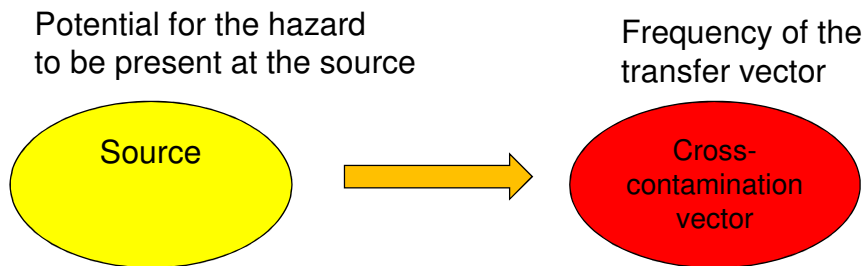 Potential for the hazard
to be present at the source
Frequency of the
transfer vector
Source
Cross-
contamination
vector